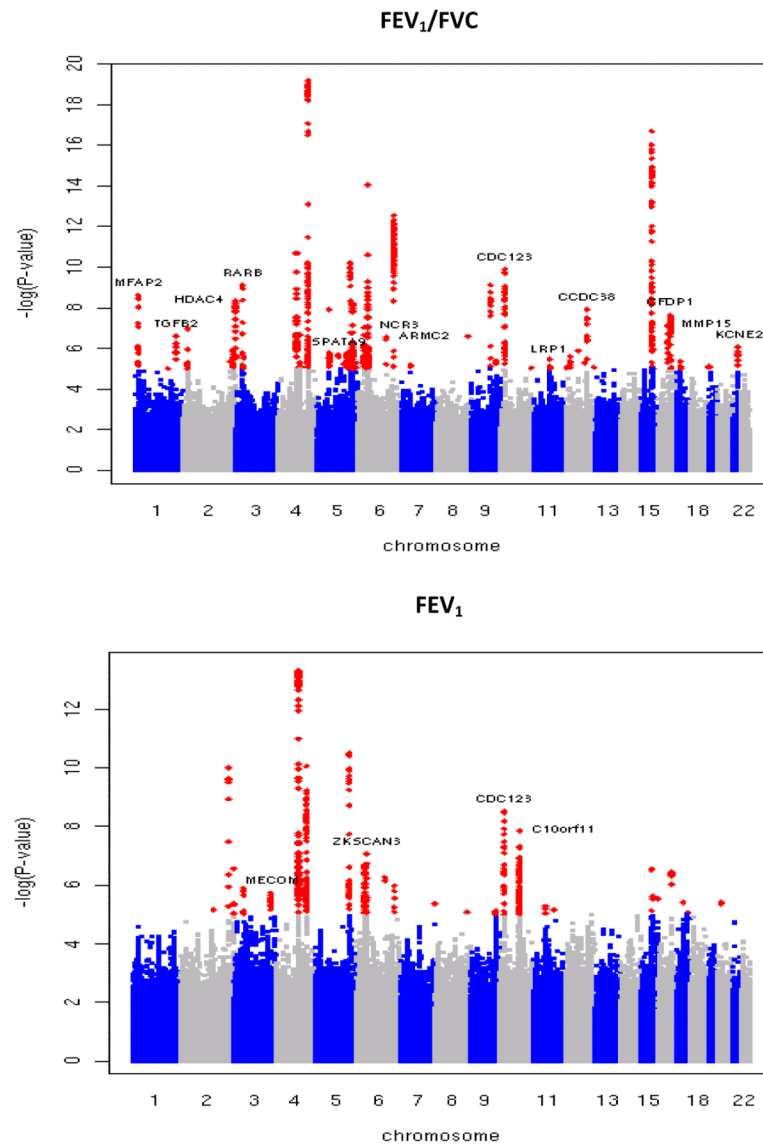 FEV₁/FVC
20
18
16
14
12
10
8
6
4
2
0
-log(P-value)
MFAP2
TGFB2
HDAC4
RARB
SPATA9
NCR3
ARMC2
CDC123
LRP1
CCDC38
CFDP1
MMP15
KCNE2
1 2 3 4 5 6 7 8 9 11 13 15 18 22
chromosome
FEV₁
12
10
8
6
4
2
0
-log(P-value)
MECOM
ZKSCAN3
CDC123
C10orf11
1 2 3 4 5 6 7 8 9 11 13 15 18 22
chromosome